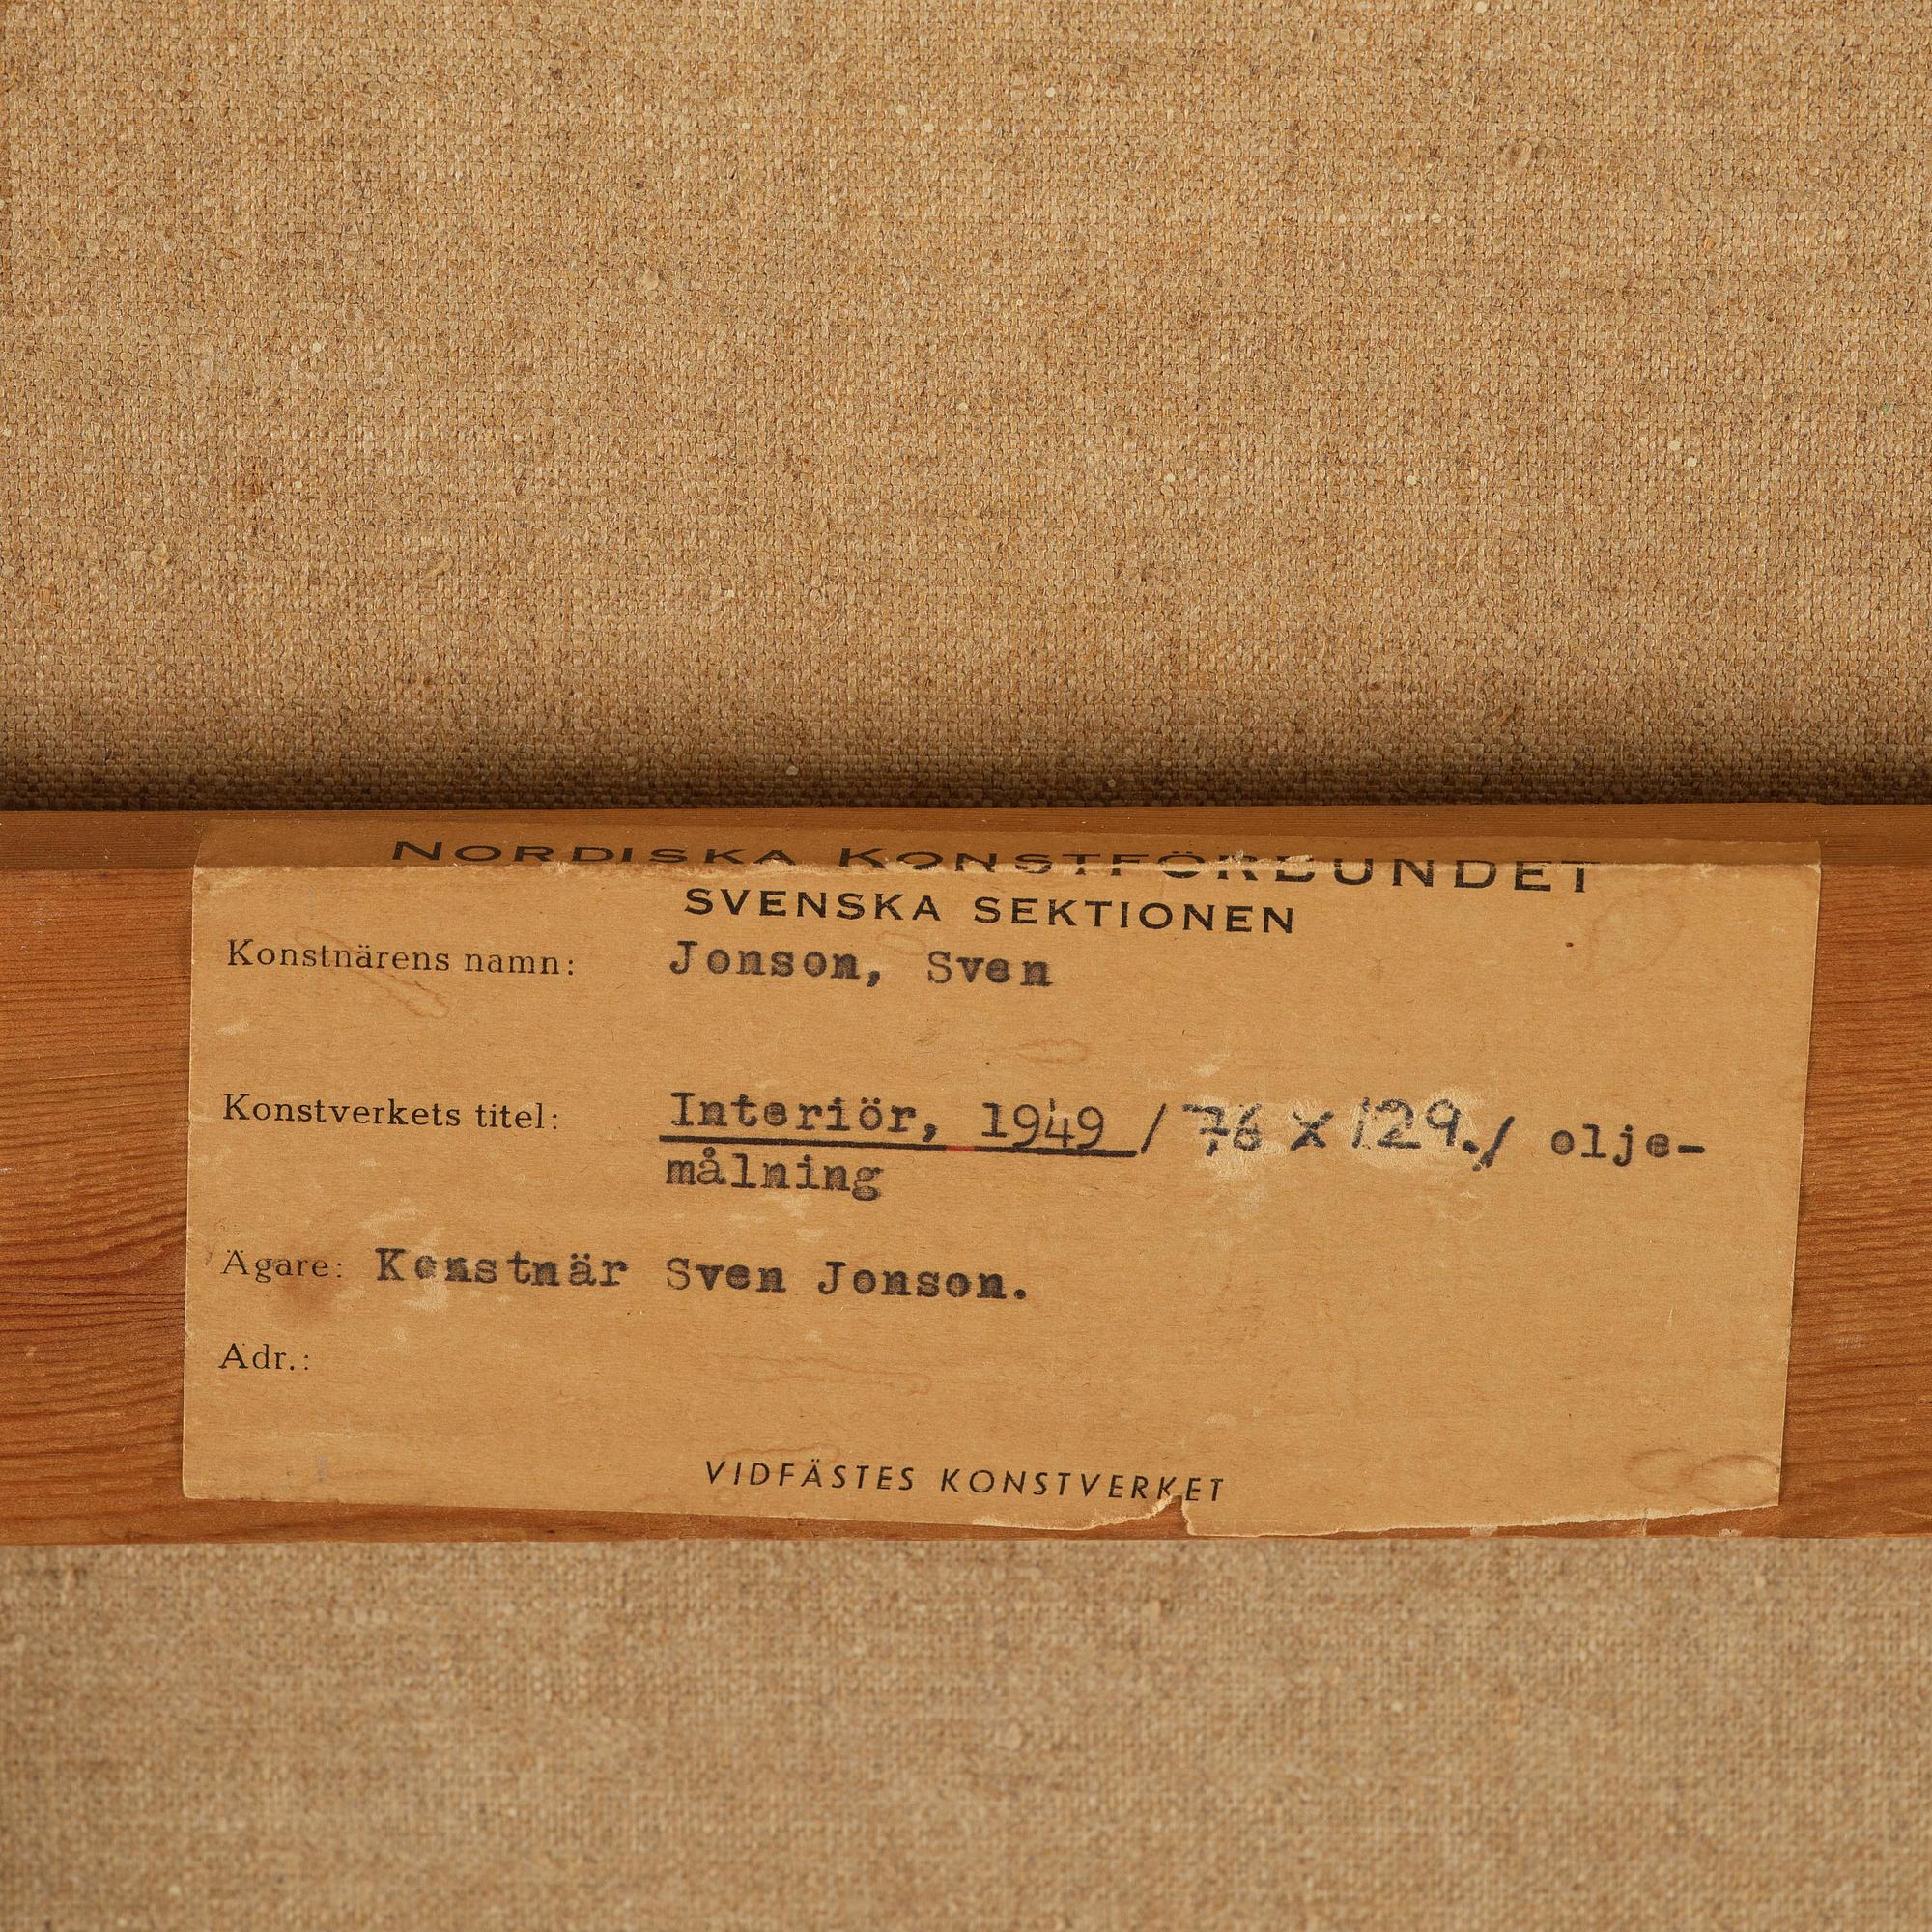 NORDISKA KONSTFÖRBUNDET
SVENSKA SEKTIONEN
Konstnärens namn: Jonson, Sven
Konstverkets titel: Interiör, 1949 / 76 x 129./ olje-
målning
Ägare: Konstnär Sven Jonson.
Adr.:
VIDFÄSTES KONSTVERKET